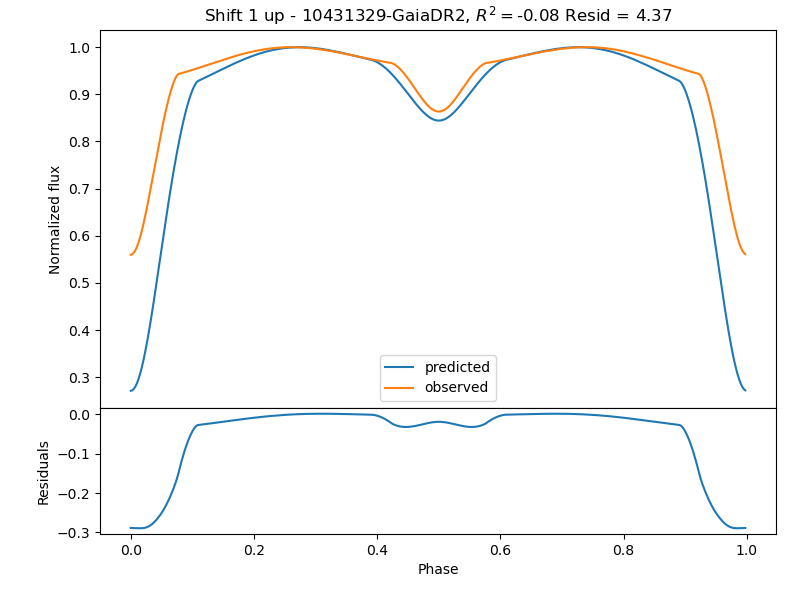 Shift 1 up - 10431329-GaiaDR2, R² = -0.08 Resid = 4.37
1.0
0.9
0.8
0.7
0.6
0.5
0.4
0.3
Normalized flux
predicted
observed
0.0
−0.1
−0.2
−0.3
Residuals
0.0 0.2 0.4 0.6 0.8 1.0
Phase